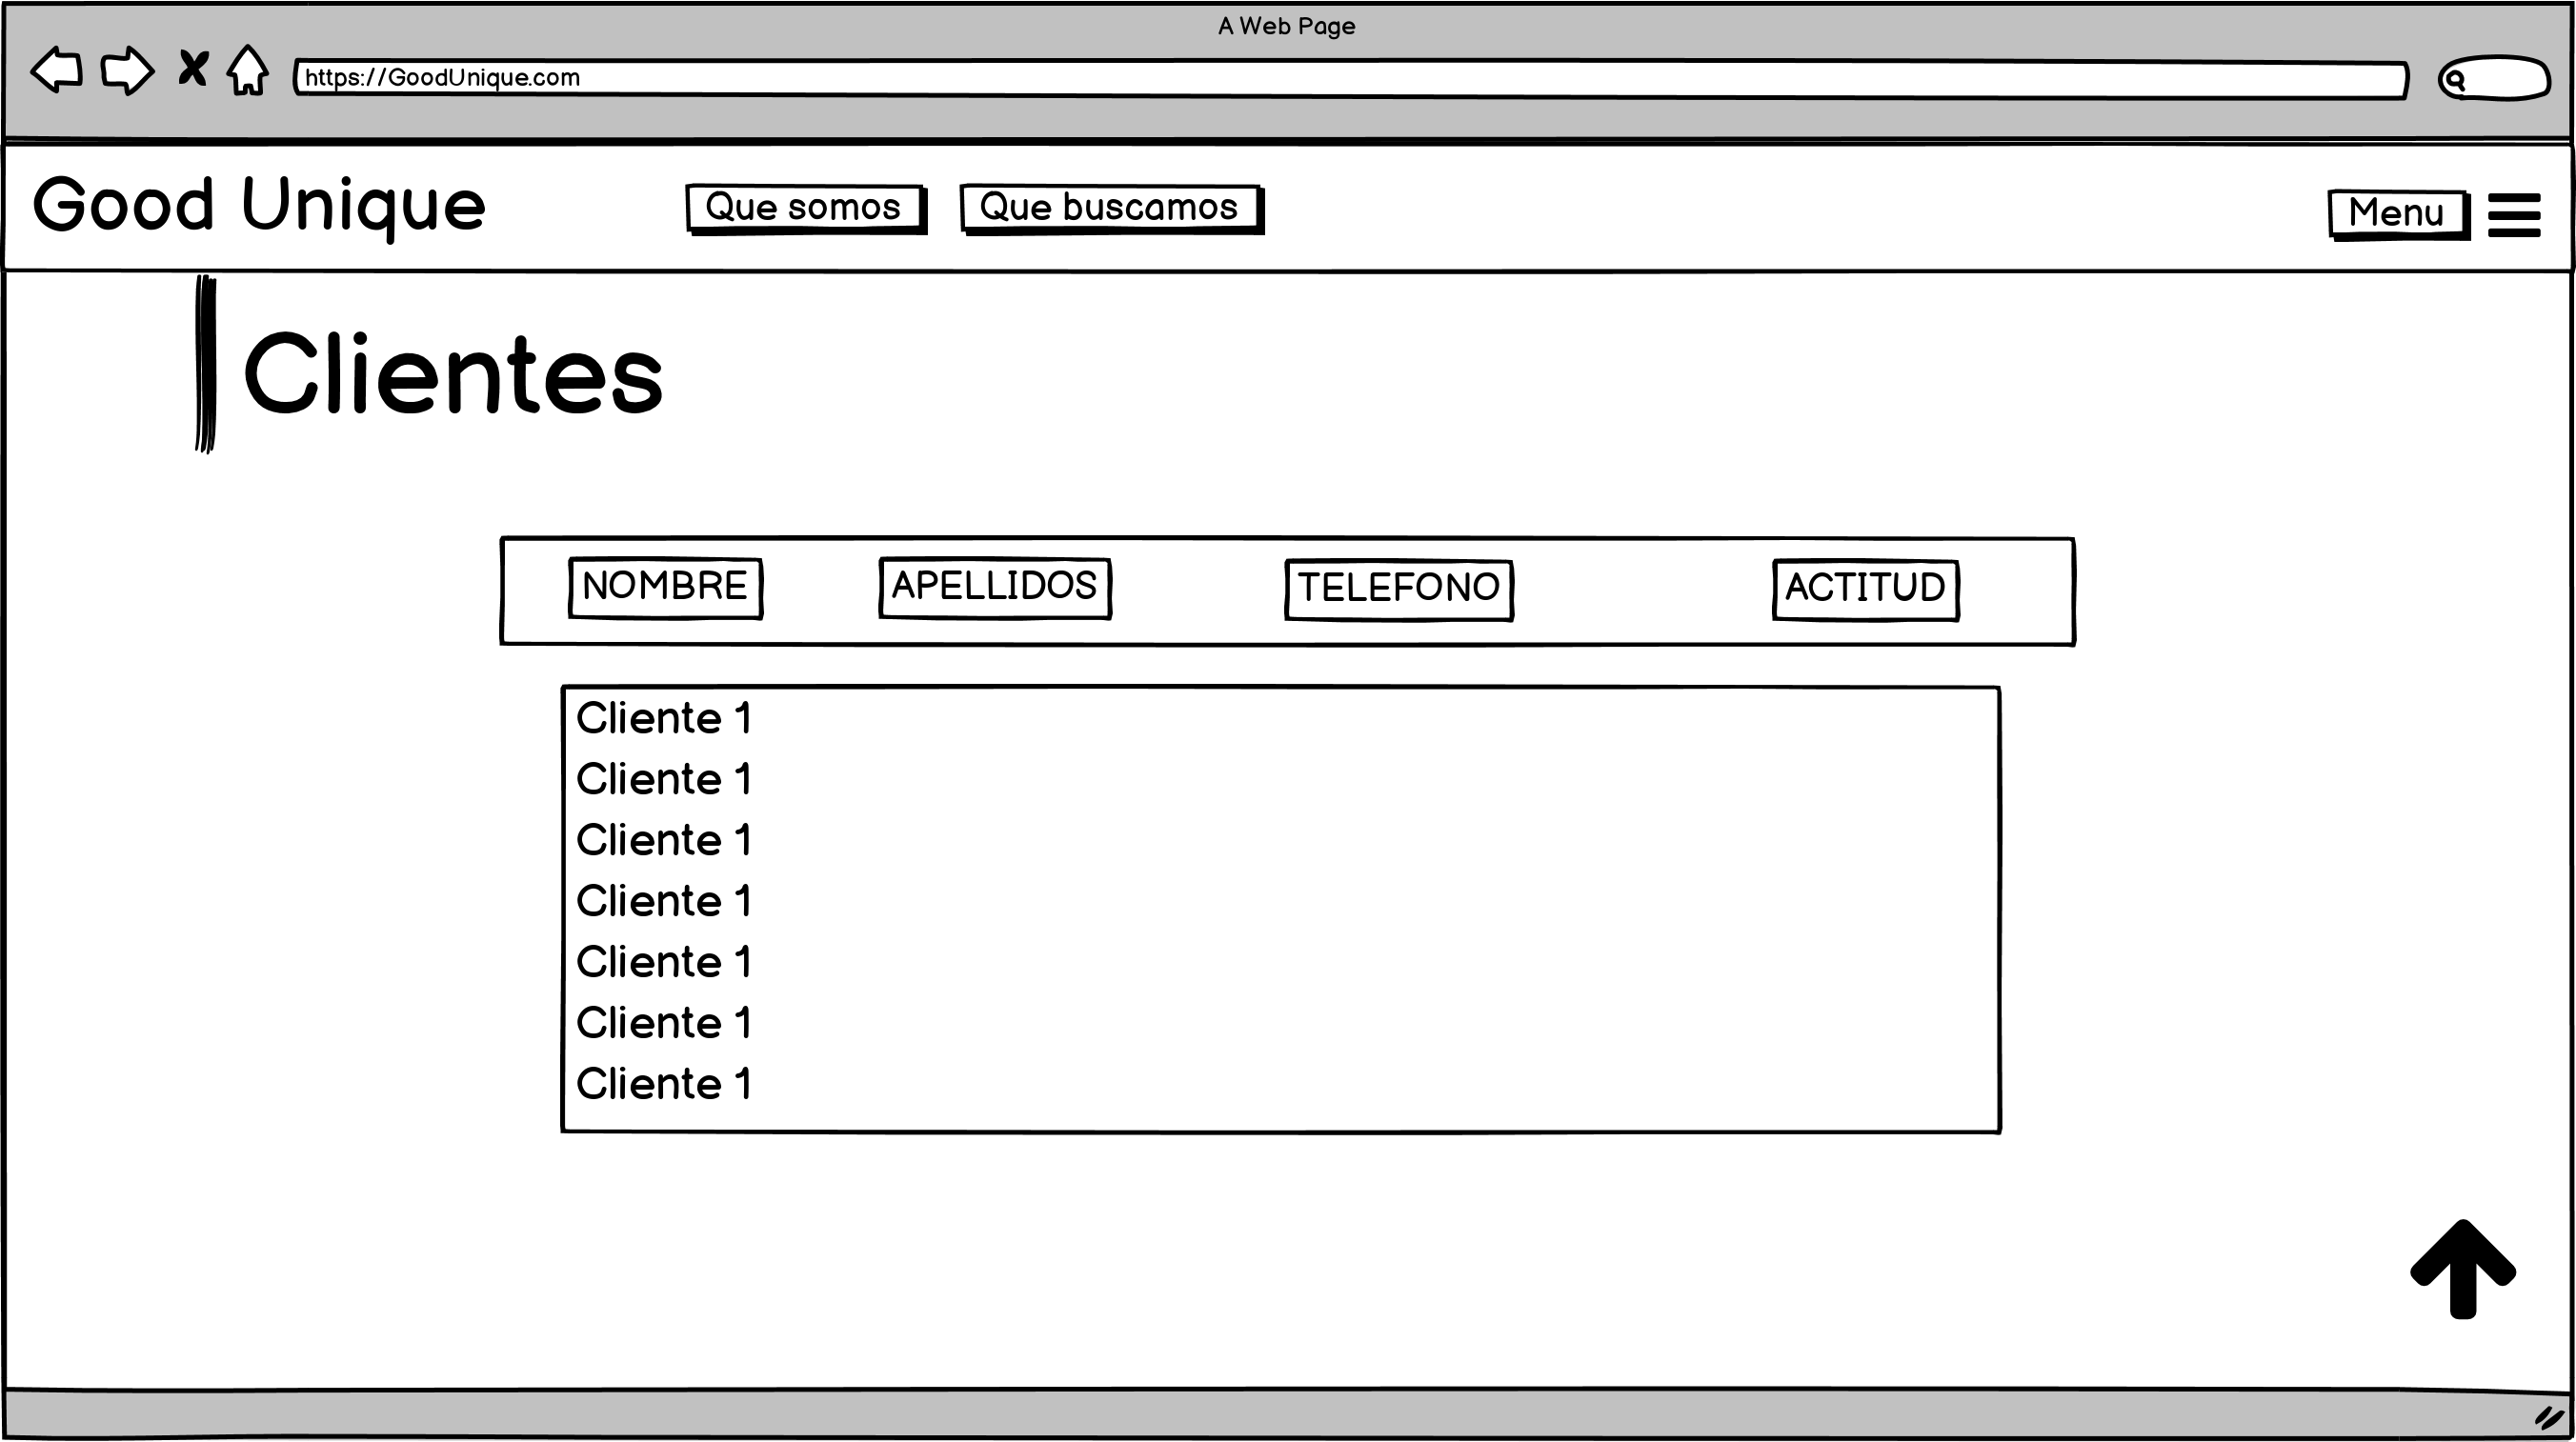 A Web Page
https://GoodUnique.com
Good Unique
Que somos
Que buscamos
Menu
Clientes
NOMBRE
APELLIDOS
TELEFONO
ACTITUD
Cliente 1
Cliente 1
Cliente 1
Cliente 1
Cliente 1
Cliente 1
Cliente 1